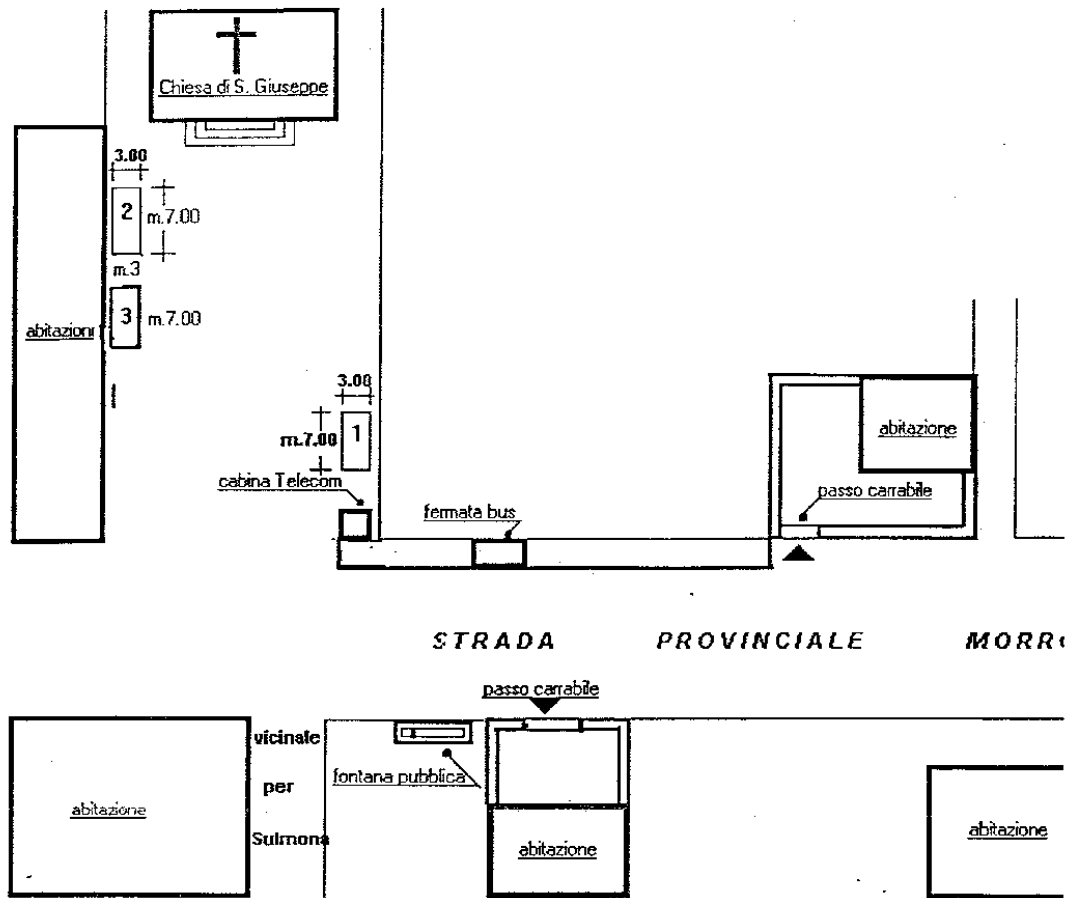 Chiesa di S. Giuseppe
3.00
2
m.7.00
m.3
3
m.7.00
abitazioni
3.00
m.7.00
1
cabina Telecom
fermata bus
abitazione
passo carrabile
STRADA PROVINCIALE MORR
passo carrabile
vicinale
per
Sulmona
fontana pubblica
abitazione
abitazione
abitazione